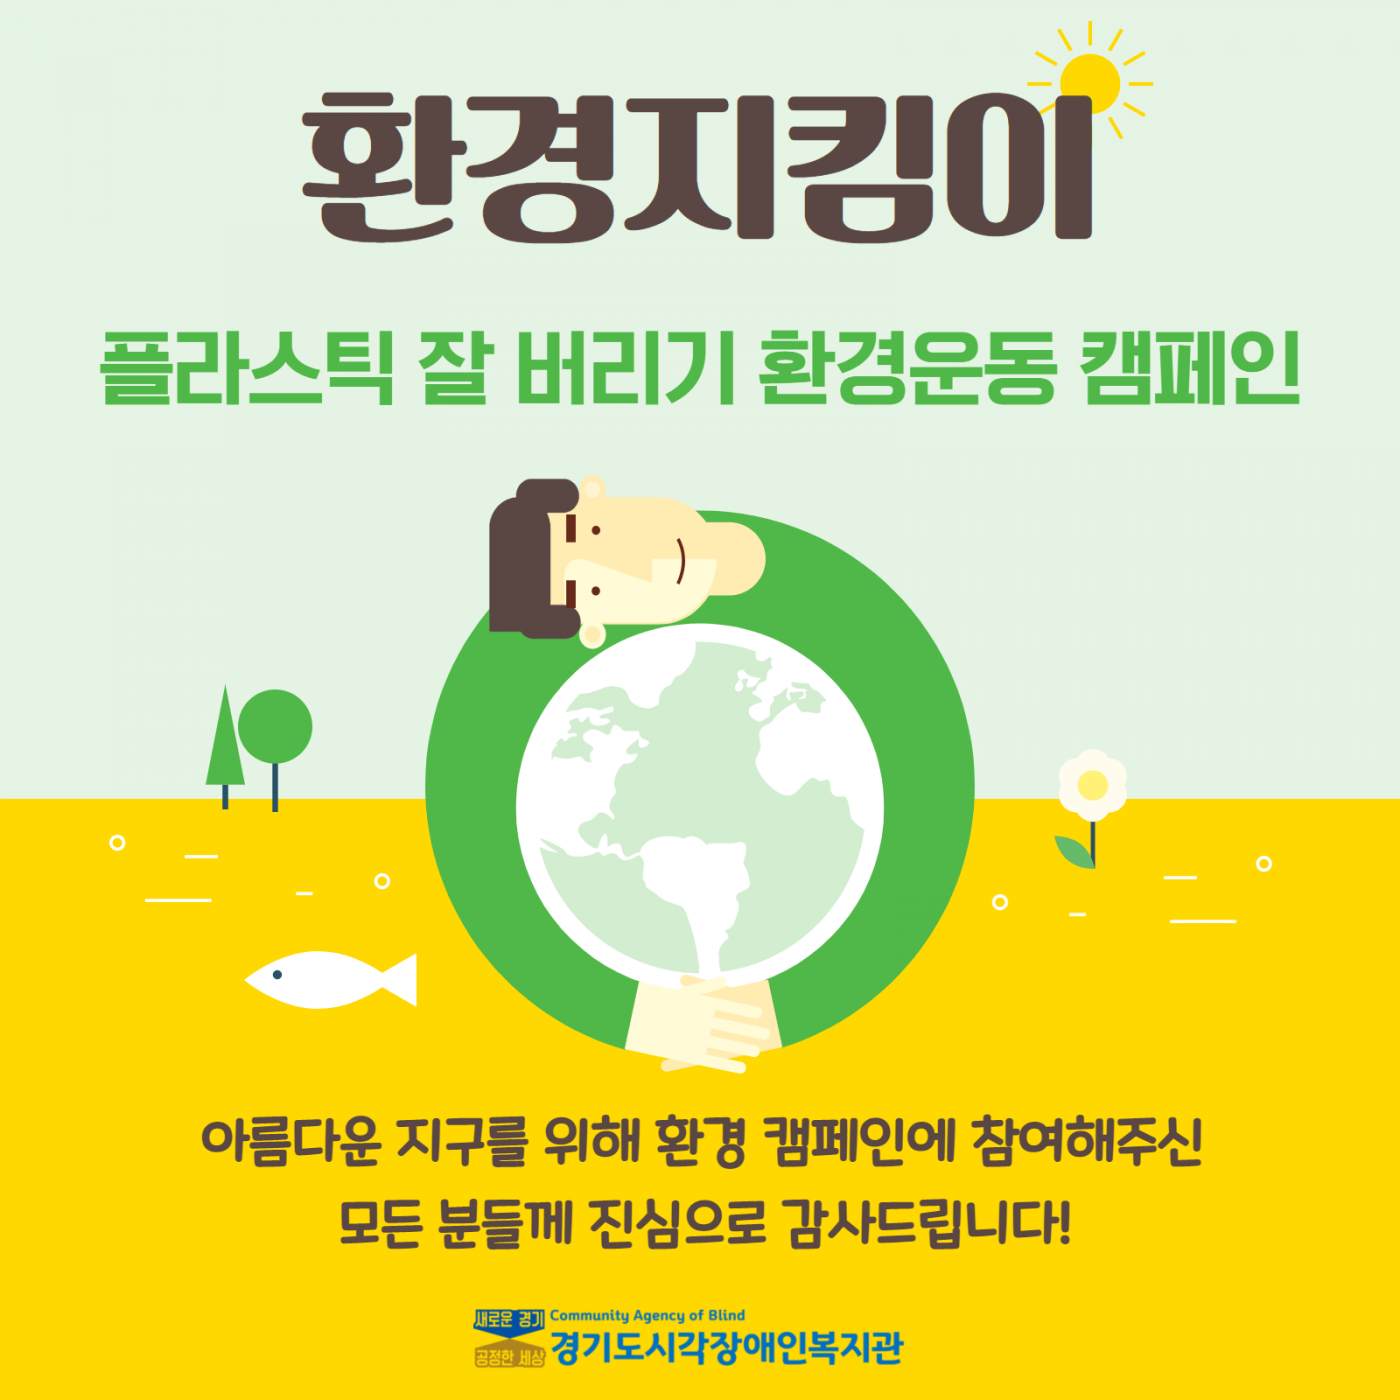 환경지킴이
플라스틱 잘 버리기 환경운동 캠페인
아름다운 지구를 위해 환경 캠페인에 참여해주신
모든 분들께 진심으로 감사드립니다!
새로운 경기
공정한 세상
Community Agency of Blind
경기도시각장애인복지관